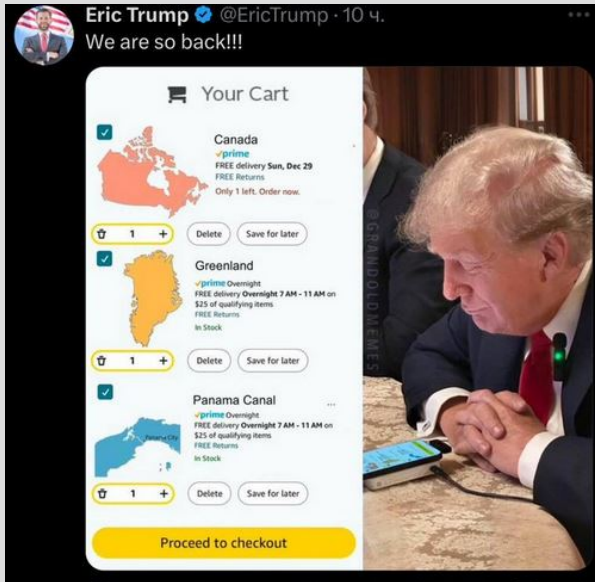 Eric Trump @EricTrump · 10 ч.
We are so back!!!
Your Cart
Canada
prime
FREE delivery Sun, Dec 29
FREE Returns
Only 1 left. Order now.
1 + Delete Save for later
Greenland
prime Overnight
FREE delivery Overnight 7 AM - 11 AM on
$25 of qualifying items
FREE Returns
In Stock
1 + Delete Save for later
Panama Canal
prime Overnight
FREE delivery Overnight 7 AM - 11 AM on
$25 of qualifying items
FREE Returns
In Stock
Panama City
1 + Delete Save for later
Proceed to checkout
@GRANDOLDMEMES